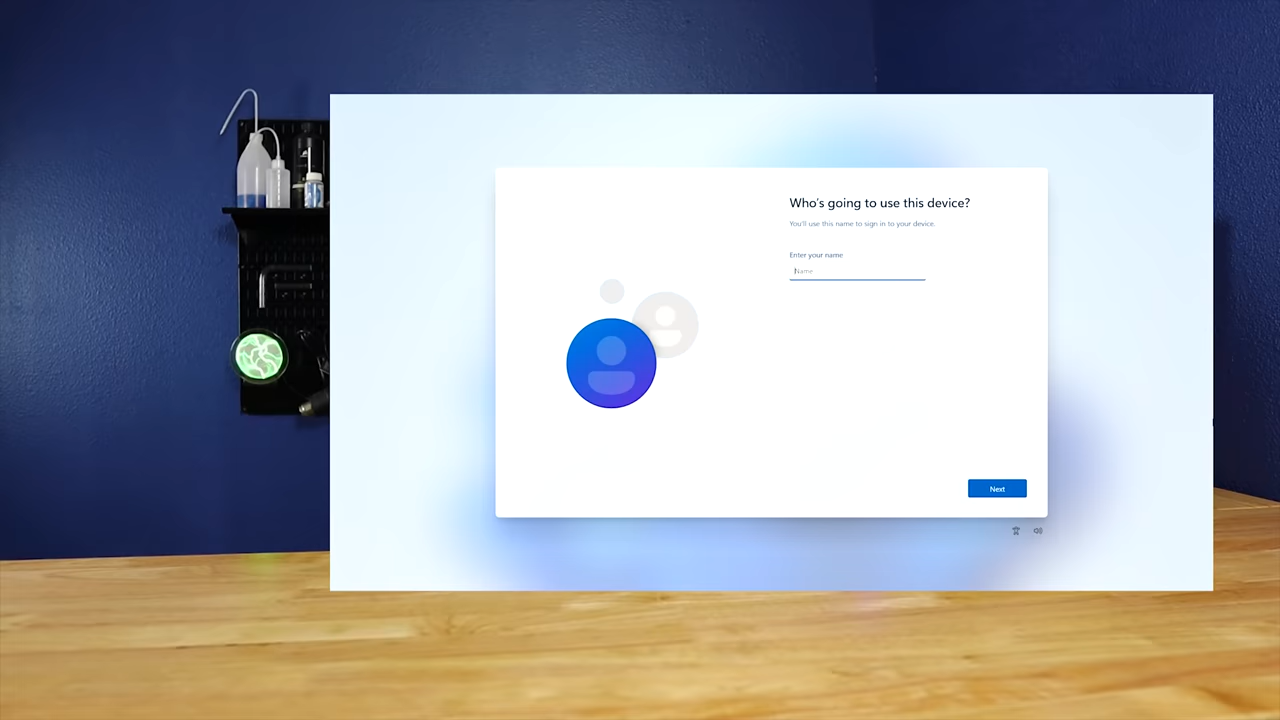 Who's going to use this device?
You'll use this name to sign in to your device.
Enter your name
Name
Next